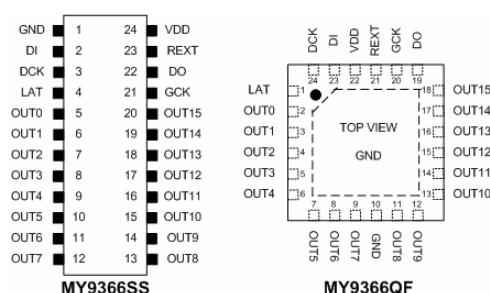 GND 1 24 VDD
DI 2 23 REXT
DCK 3 22 DO
LAT 4 21 GCK
OUT0 5 20 OUT15
OUT1 6 19 OUT14
OUT2 7 18 OUT13
OUT3 8 17 OUT12
OUT4 9 16 OUT11
OUT5 10 15 OUT10
OUT6 11 14 OUT9
OUT7 12 13 OUT8
MY9366SS
DCK DI VDD REXT GCK DO
24 23 22 21 20 19
LAT 1 18 OUT15
OUT0 2 17 OUT14
OUT1 3 16 OUT13
OUT2 4 15 OUT12
OUT3 5 14 OUT11
OUT4 6 13 OUT10
TOP VIEW
GND
7 8 9 10 11 12
OUT5 OUT6 OUT7 GND OUT8 OUT9
MY9366QF